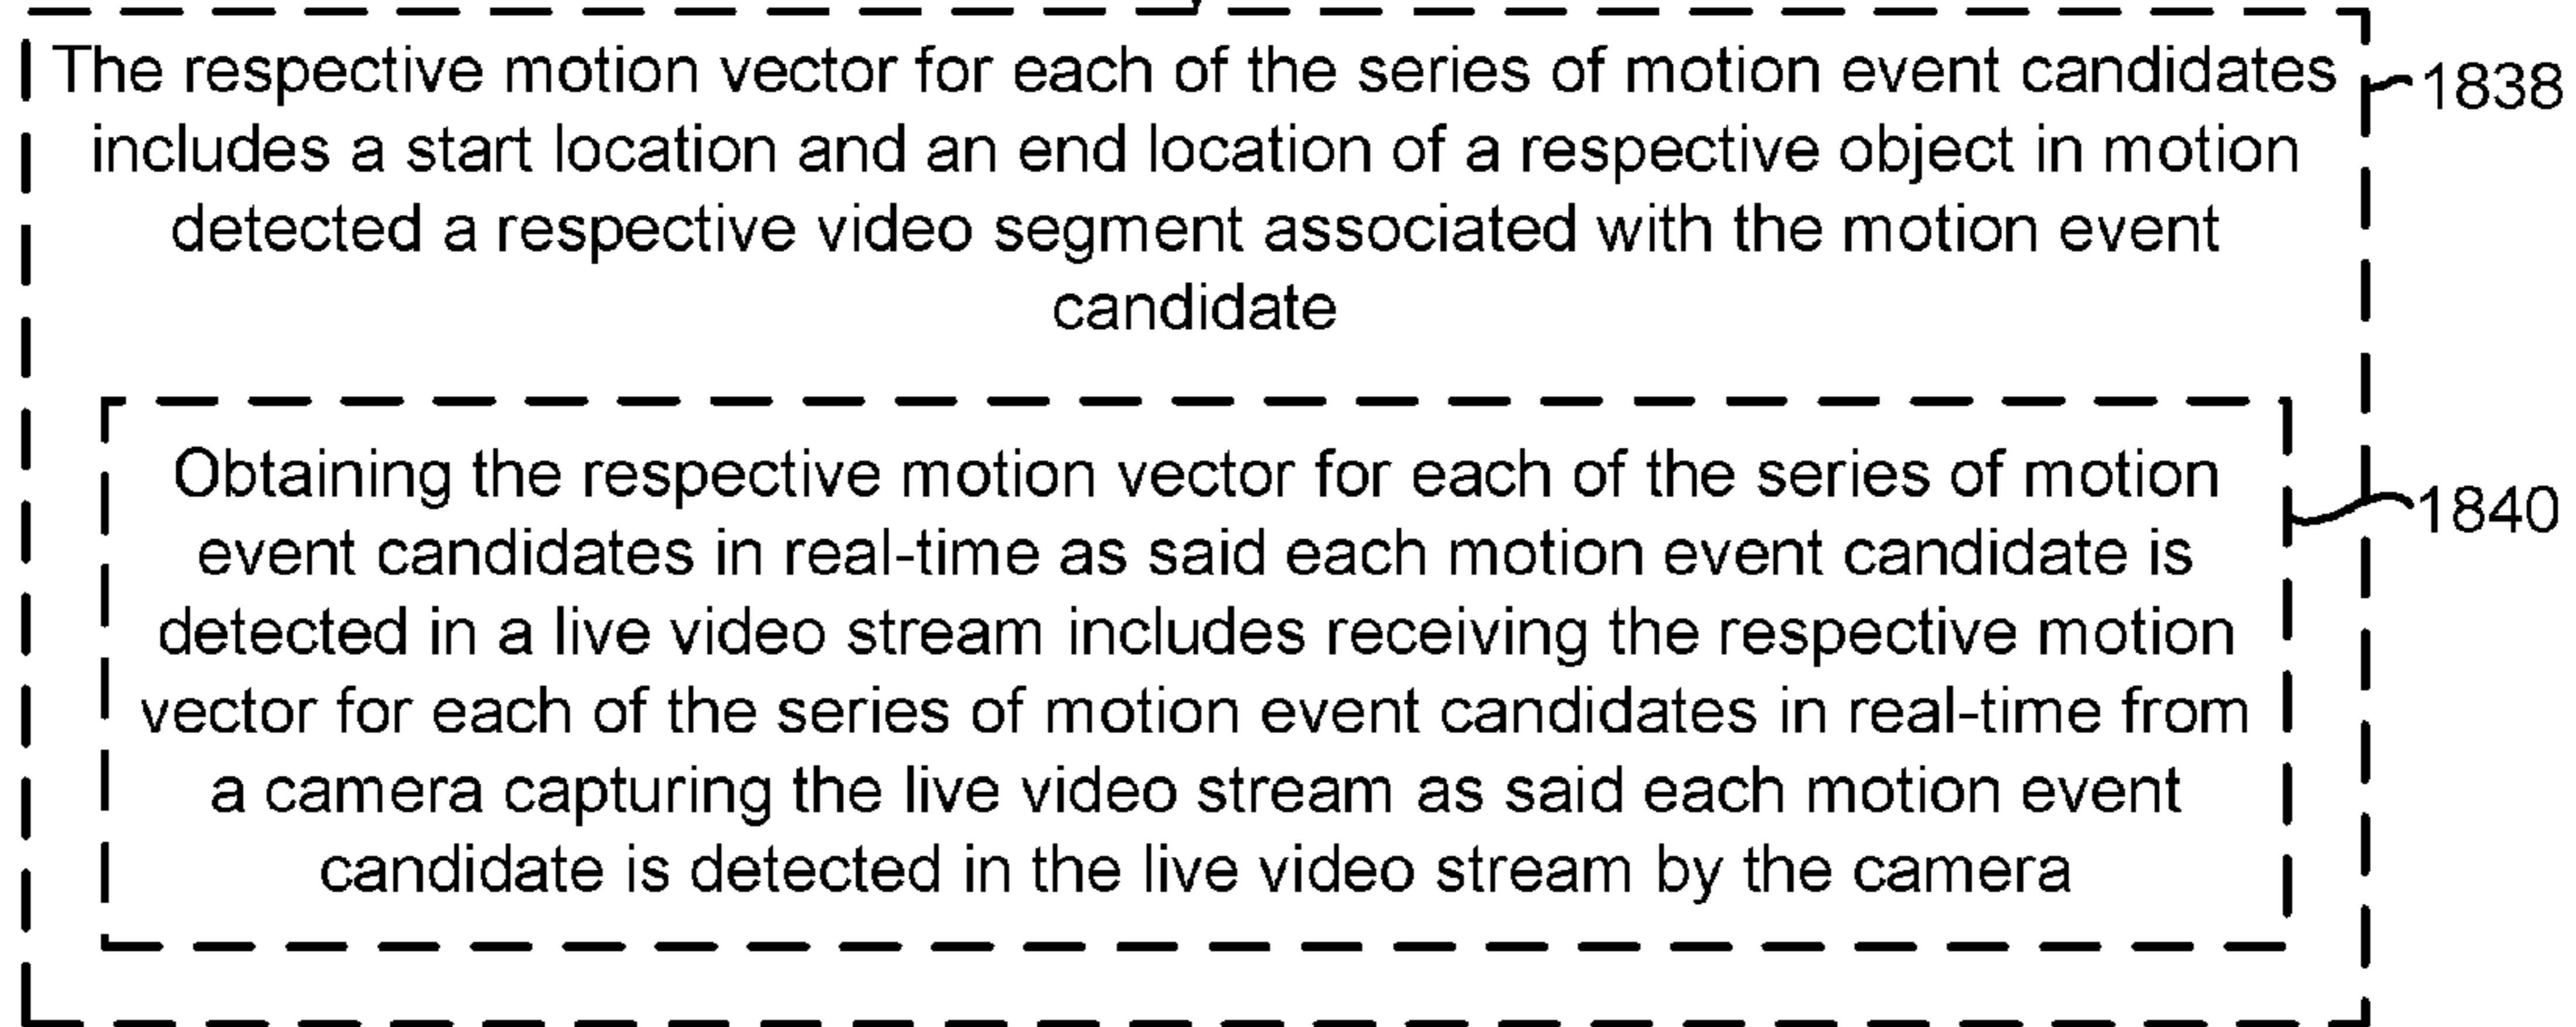 The respective motion vector for each of the series of motion event candidates
1838
includes a start location and an end location of a respective object in motion
detected a respective video segment associated with the motion event
candidate
Obtaining the respective motion vector for each of the series of motion
1840
event candidates in real-time as said each motion event candidate is
detected in a live video stream includes receiving the respective motion
vector for each of the series of motion event candidates in real-time from
a camera capturing the live video stream as said each motion event
candidate is detected in the live video stream by the camera